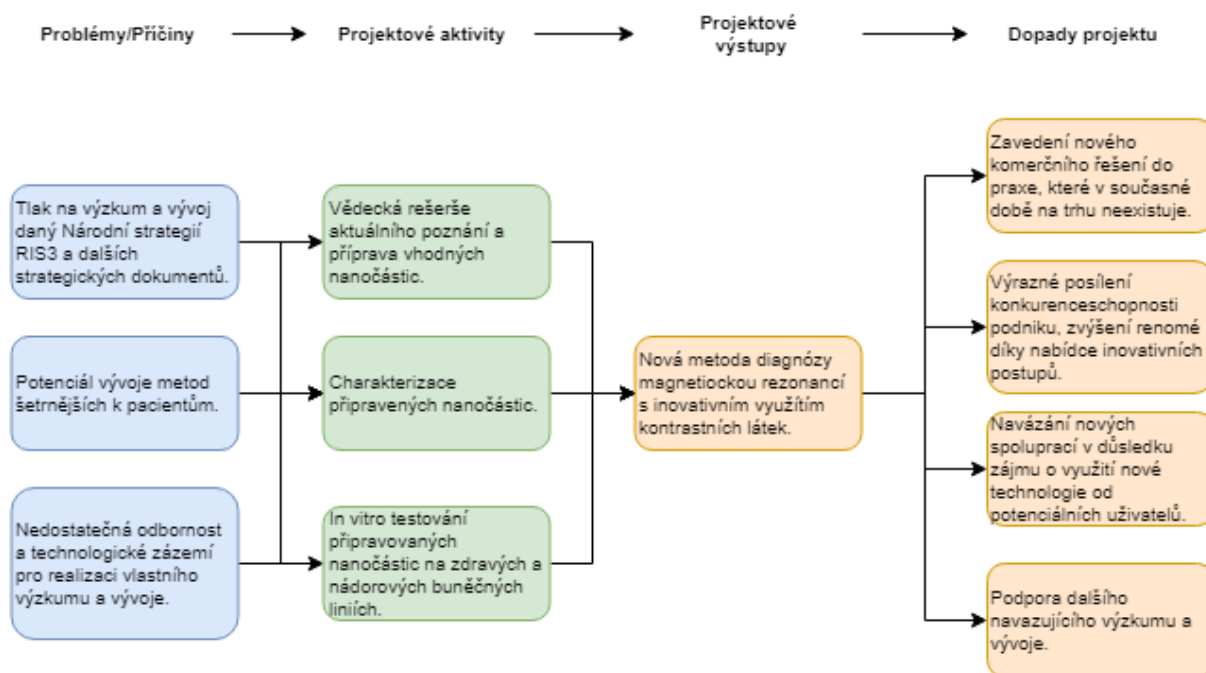 Problémy/Příčiny
Projektové aktivity
Projektové
výstupy
Dopady projektu
Tlak na výzkum a vývoj
daný Národní strategií
RIS3 a dalších
strategických dokumentů.
Potenciál vývoje metod
šetrnějších k pacientům.
Nedostatečná odbornost
a technologické zázemí
pro realizaci vlastního
výzkumu a vývoje.
Vědecká rešerše
aktuálního poznání a
příprava vhodných
nanočástic.
Charakterizace
připravených nanočástic.
In vitro testování
připravovaných
nanočástic na zdravých a
nádorových buněčných
liniích.
Nová metoda diagnózy
magnetiockou rezonancí
s inovativním využítím
kontrastních látek.
Zavedení nového
komerčního řešení do
praxe, které v současné
době na trhu neexistuje.
Výrazné posílení
konkurenceschopnosti
podniku, zvýšení renomé
díky nabídce inovativních
postupů.
Navázání nových
spoluprací v důsledku
zájmu o využití nové
technologie od
potenciálních uživatelů.
Podpora dalšího
navazujícího výzkumu a
vývoje.